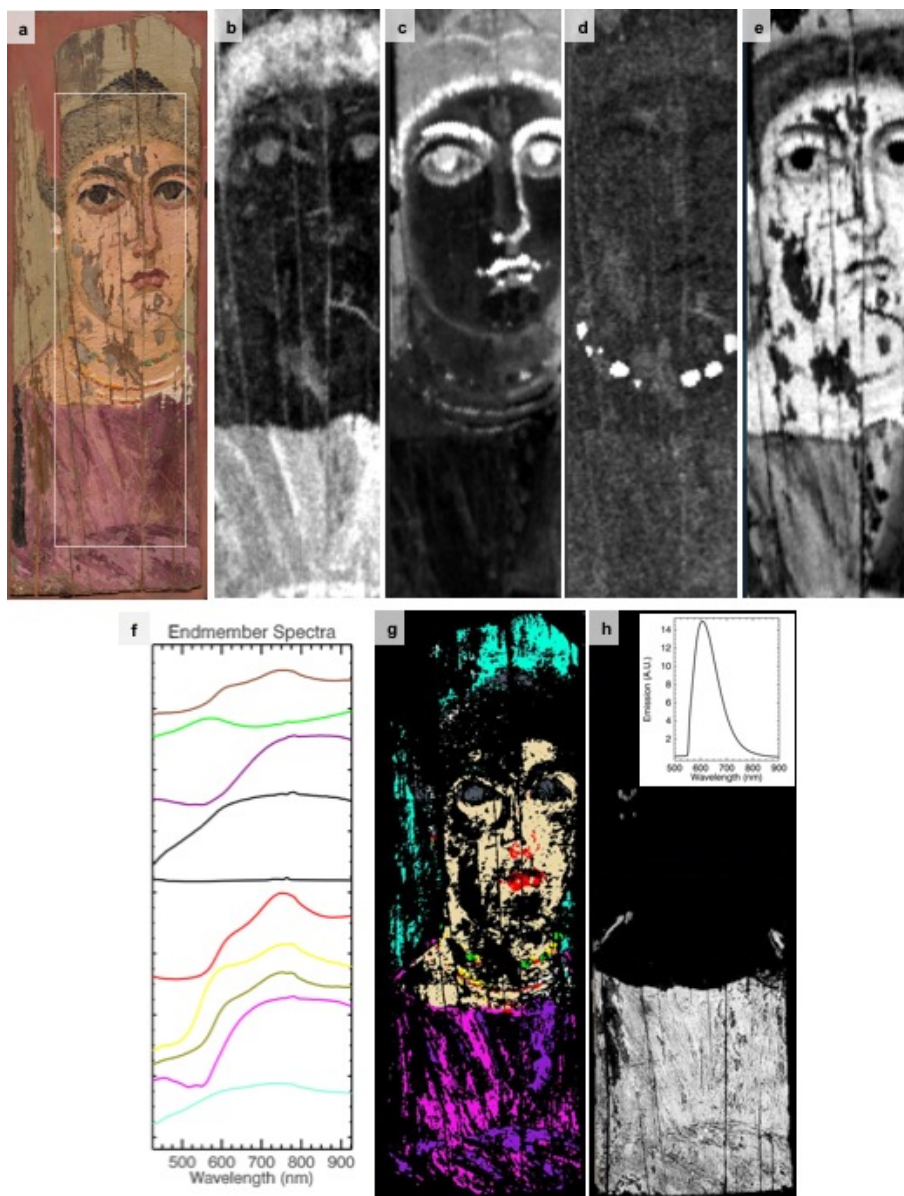 a
b
c
d
e
f
Endmember Spectra
500 600 700 800 900
Wavelength (nm)
g
h
Emission (A.U.)
14
12
10
8
6
4
2
500 600 700 800 900
Wavelength (nm)